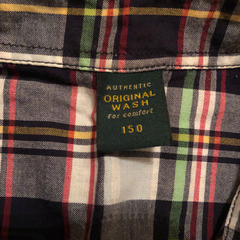 AUTHENTIC
ORIGINAL
WASH
for comfort
150